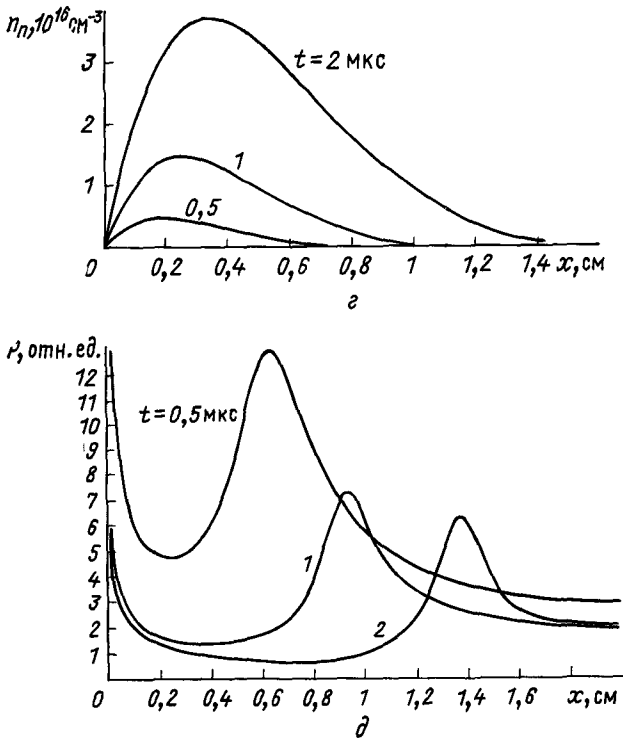 nп, 10¹⁶ см⁻³
3
2
1
0
t = 2 мкс
1
0,5
0,2 0,4 0,6 0,8 1 1,2 1,4 x, см
г
P, отн. ед.
12
11
10
9
8
7
6
5
4
3
2
1
0
t = 0,5 мкс
1
2
0,2 0,4 0,6 0,8 1 1,2 1,4 1,6 x, см
д